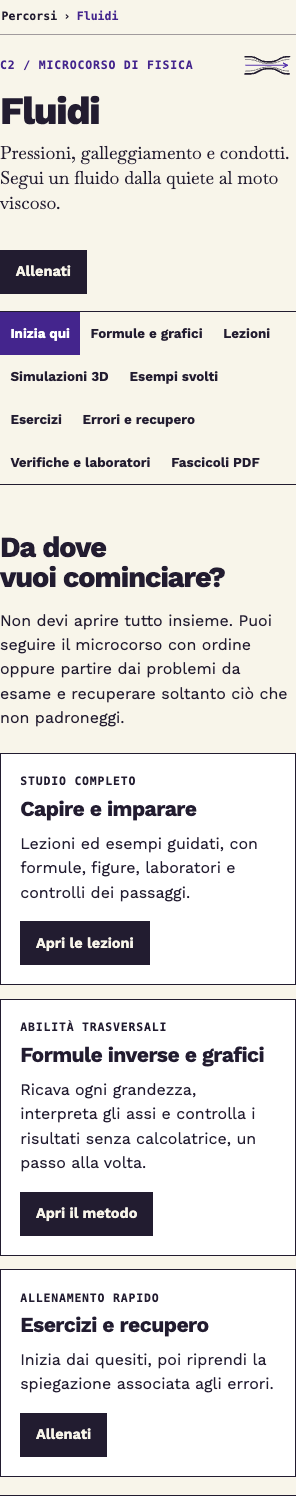 Percorsi › Fluidi
C2 / MICROCORSO DI FISICA
Fluidi
Pressioni, galleggiamento e condotti.
Segui un fluido dalla quiete al moto
viscoso.
Allenati
Inizia qui Formule e grafici Lezioni
Simulazioni 3D Esempi svolti
Esercizi Errori e recupero
Verifiche e laboratori Fascicoli PDF
Da dove
vuoi cominciare?
Non devi aprire tutto insieme. Puoi
seguire il microcorso con ordine
oppure partire dai problemi da
esame e recuperare soltanto ciò che
non padroneggi.
STUDIO COMPLETO
Capire e imparare
Lezioni ed esempi guidati, con
formule, figure, laboratori e
controlli dei passaggi.
Apri le lezioni
ABILITÀ TRASVERSALI
Formule inverse e grafici
Ricava ogni grandezza,
interpreta gli assi e controlla i
risultati senza calcolatrice, un
passo alla volta.
Apri il metodo
ALLENAMENTO RAPIDO
Esercizi e recupero
Inizia dai quesiti, poi riprendi la
spiegazione associata agli errori.
Allenati